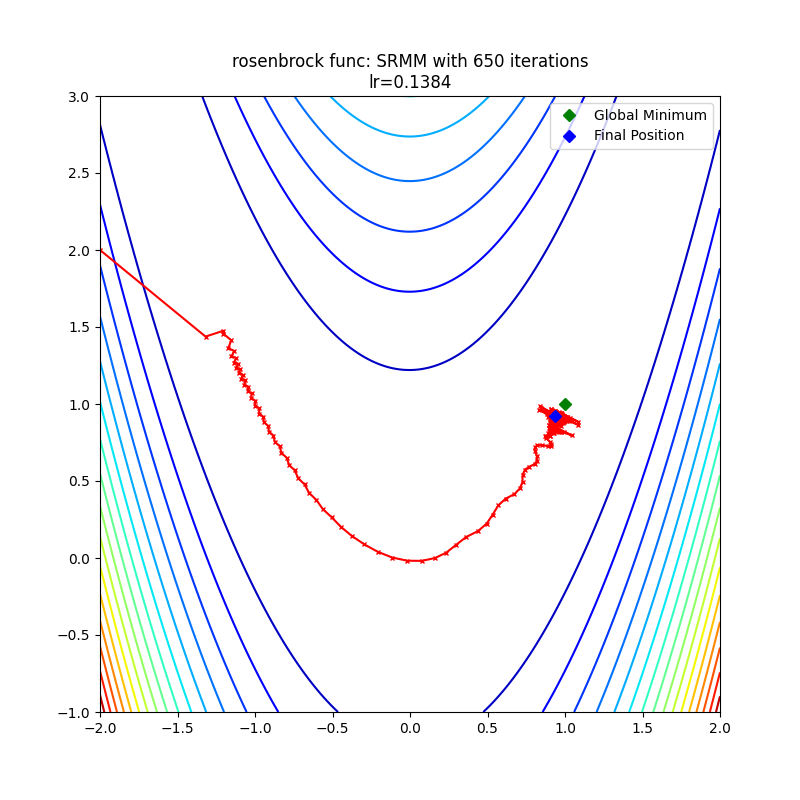 rosenbrock func: SRMM with 650 iterations
lr=0.1384
Global Minimum
Final Position
3.0
2.5
2.0
1.5
1.0
0.5
0.0
−0.5
−1.0
−2.0 −1.5 −1.0 −0.5 0.0 0.5 1.0 1.5 2.0